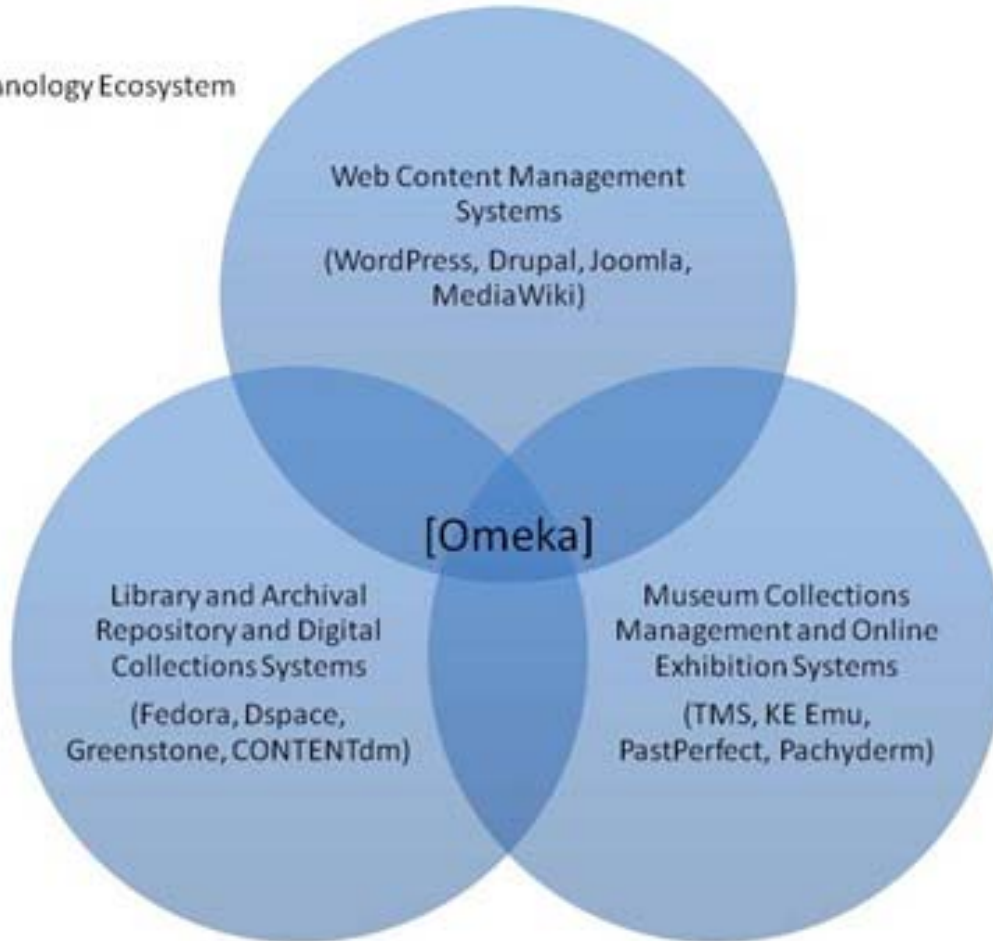 Ecosystem
Web Content Management
Systems
(WordPress, Drupal, Joomla,
MediaWiki)
[Omeka]
Library and Archival
Repository and Digital
Collections Systems
(Fedora, Dspace,
Greenstone, CONTENTdm)
Museum Collections
Management and Online
Exhibition Systems
(TMS, KE Emu,
PastPerfect, Pachyderm)